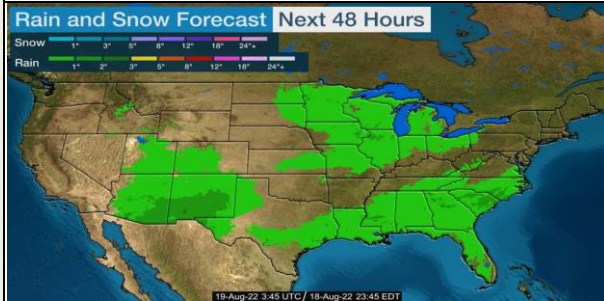 Rain and Snow Forecast Next 48 Hours
Snow
1" 3" 5" 8" 12" 18" 24"+
Rain
1" 2" 3" 5" 8" 12" 16" 24"+
19-Aug-22 3:45 UTC / 18-Aug-22 23:45 EDT